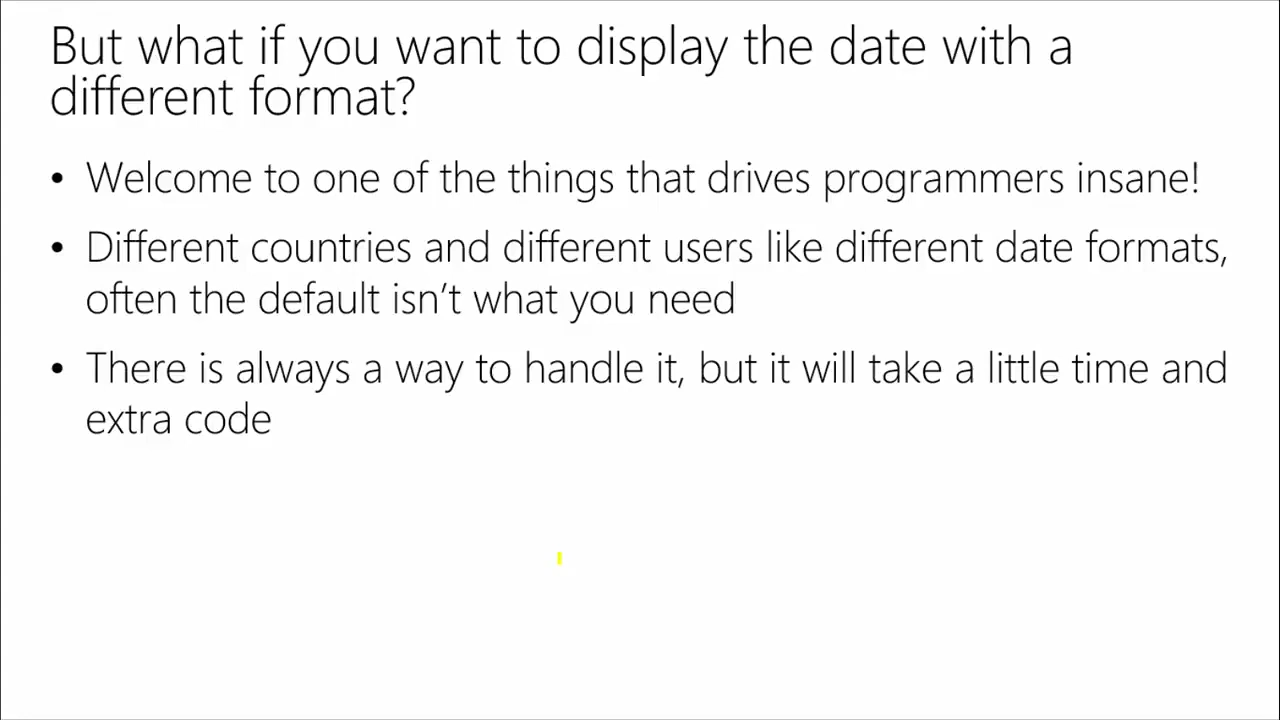 But what if you want to display the date with a
different format?
• Welcome to one of the things that drives programmers insane!
• Different countries and different users like different date formats,
often the default isn't what you need
• There is always a way to handle it, but it will take a little time and
extra code